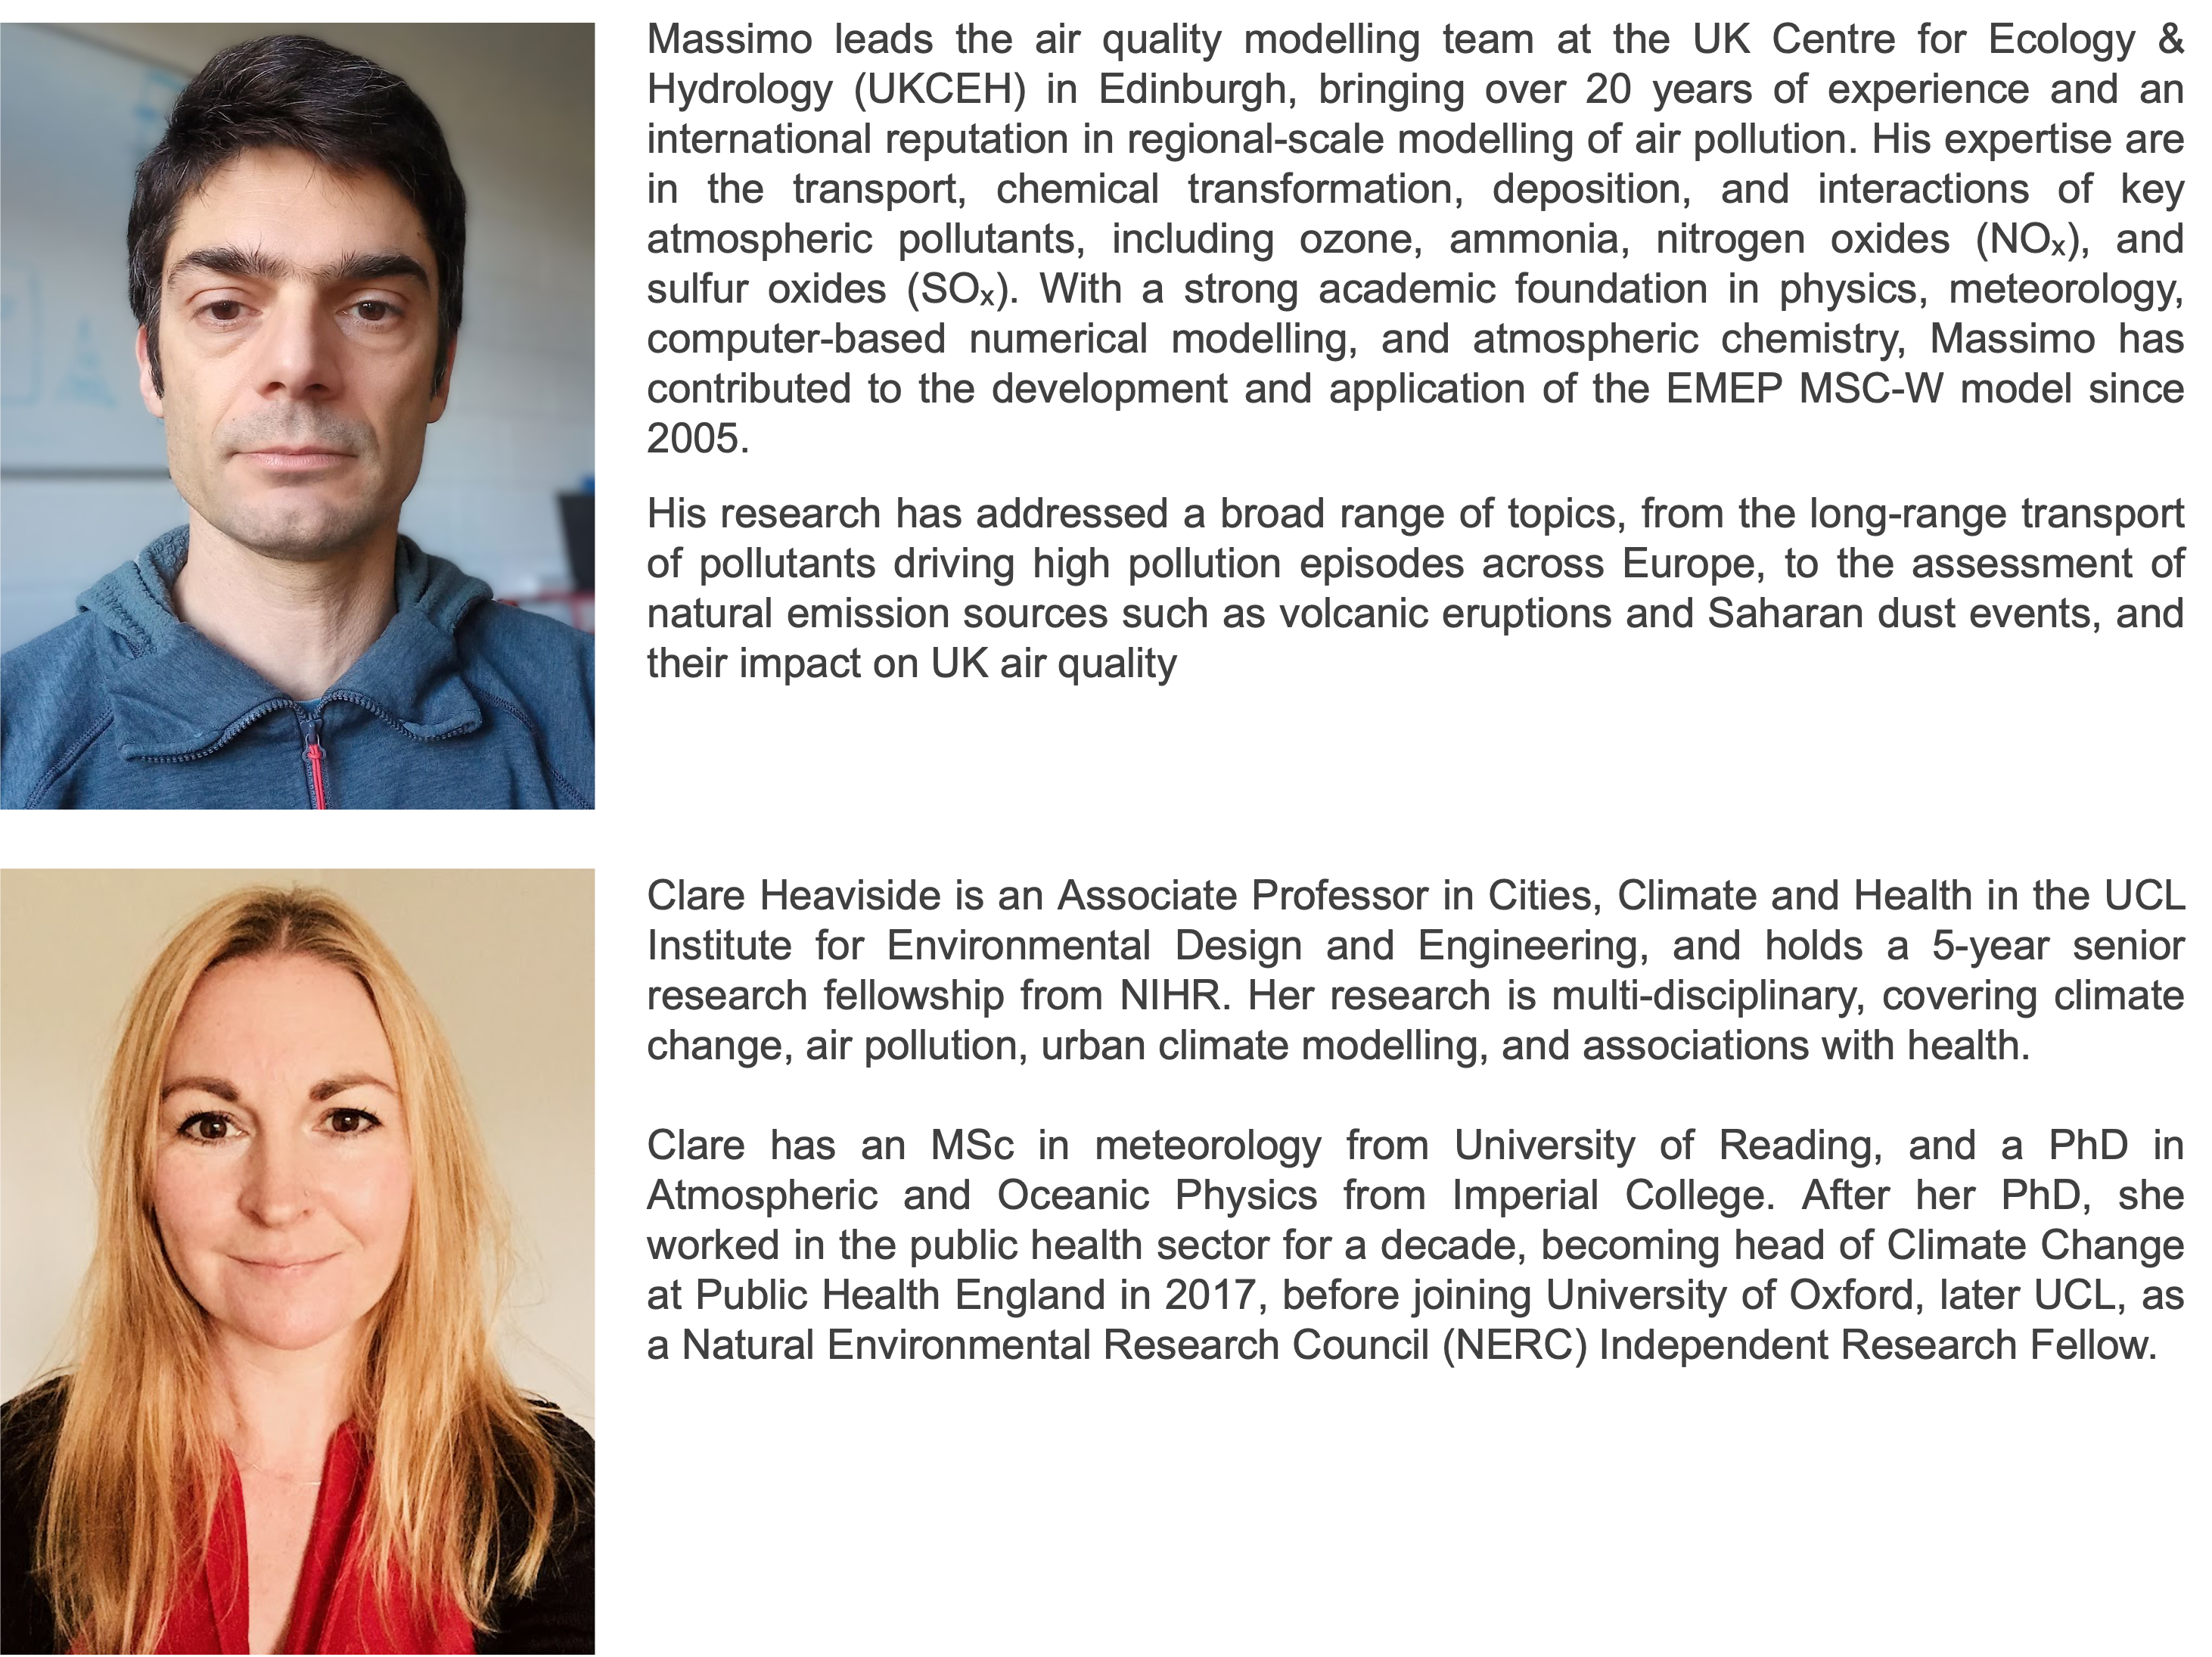 Massimo leads the air quality modelling team at the UK Centre for Ecology &
Hydrology (UKCEH) in Edinburgh, bringing over 20 years of experience and an
international reputation in regional-scale modelling of air pollution. His expertise are
in the transport, chemical transformation, deposition, and interactions of key
atmospheric pollutants, including ozone, ammonia, nitrogen oxides (NOₓ), and
sulfur oxides (SOₓ). With a strong academic foundation in physics, meteorology,
computer-based numerical modelling, and atmospheric chemistry, Massimo has
contributed to the development and application of the EMEP MSC-W model since
2005.
His research has addressed a broad range of topics, from the long-range transport
of pollutants driving high pollution episodes across Europe, to the assessment of
natural emission sources such as volcanic eruptions and Saharan dust events, and
their impact on UK air quality
Clare Heaviside is an Associate Professor in Cities, Climate and Health in the UCL
Institute for Environmental Design and Engineering, and holds a 5-year senior
research fellowship from NIHR. Her research is multi-disciplinary, covering climate
change, air pollution, urban climate modelling, and associations with health.
Clare has an MSc in meteorology from University of Reading, and a PhD in
Atmospheric and Oceanic Physics from Imperial College. After her PhD, she
worked in the public health sector for a decade, becoming head of Climate Change
at Public Health England in 2017, before joining University of Oxford, later UCL, as
a Natural Environmental Research Council (NERC) Independent Research Fellow.